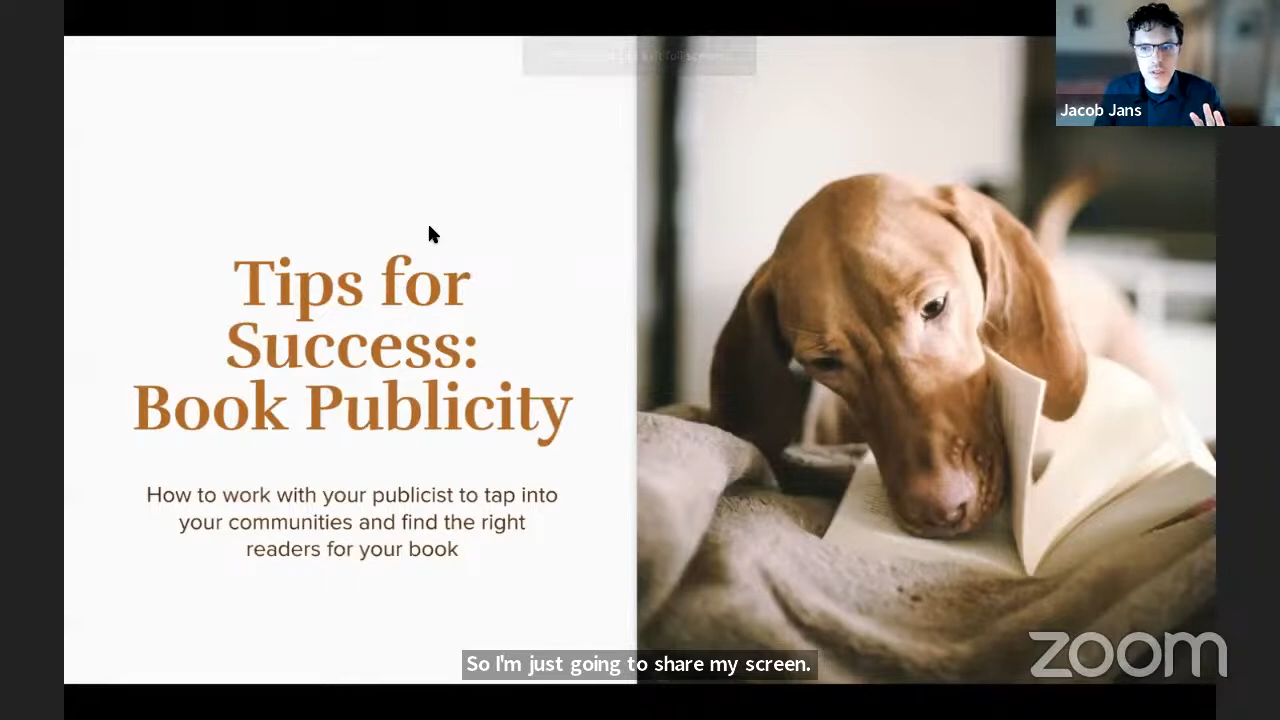 Jacob Jans
Tips for
Success:
Book Publicity
How to work with your publicist to tap into
your communities and find the right
readers for your book
So I'm just going to share my screen.
zoom